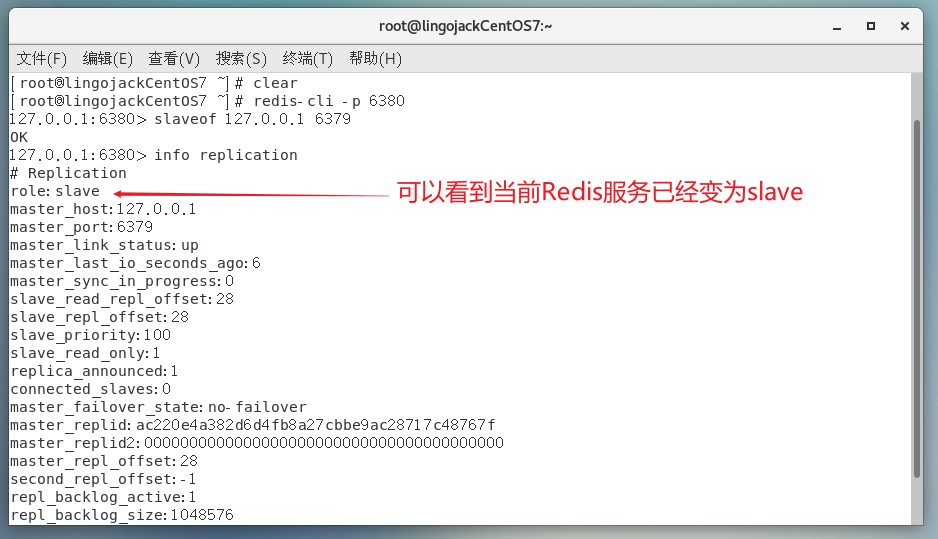 root@lingojackCentOS7:~
文件(F) 编辑(E) 查看(V) 搜索(S) 终端(T) 帮助(H)
[root@lingojackCentOS7 ~]# clear
[root@lingojackCentOS7 ~]# redis-cli -p 6380
127.0.0.1:6380> slaveof 127.0.0.1 6379
OK
127.0.0.1:6380> info replication
# Replication
role:slave
可以看到当前Redis服务已经变为slave
master_host:127.0.0.1
master_port:6379
master_link_status:up
master_last_io_seconds_ago:6
master_sync_in_progress:0
slave_read_repl_offset:28
slave_repl_offset:28
slave_priority:100
slave_read_only:1
replica_announced:1
connected_slaves:0
master_failover_state:no-failover
master_replid:ac220e4a382d6d4fb8a27cbbe9ac28717c48767f
master_replid2:0000000000000000000000000000000000000000
master_repl_offset:28
second_repl_offset:-1
repl_backlog_active:1
repl_backlog_size:1048576